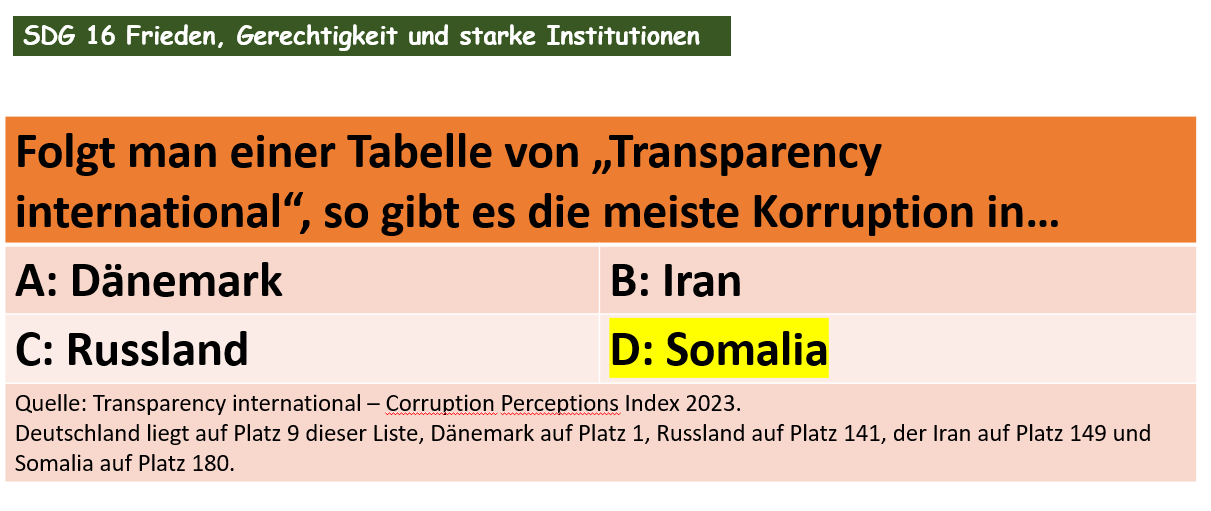 SDG 16 Frieden, Gerechtigkeit und starke Institutionen
Folgt man einer Tabelle von „Transparency
international“, so gibt es die meiste Korruption in…
A: Dänemark
B: Iran
C: Russland
D: Somalia
Quelle: Transparency international – Corruption Perceptions Index 2023.
Deutschland liegt auf Platz 9 dieser Liste, Dänemark auf Platz 1, Russland auf Platz 141, der Iran auf Platz 149 und
Somalia auf Platz 180.